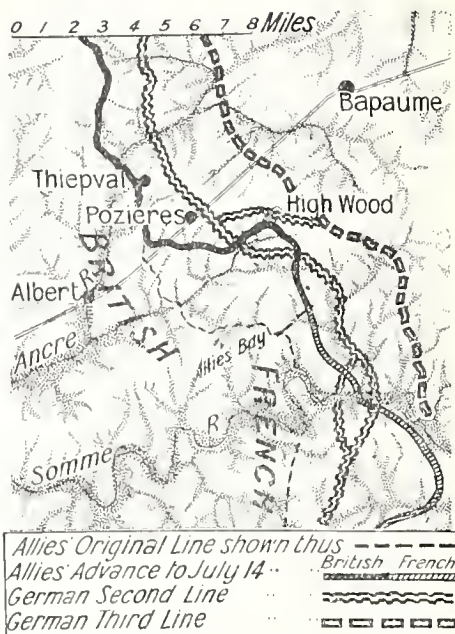 0 1 2 3 4 5 6 7 8 Miles
Bapaume
Thiepval
High Wood
Pozieres
BRITISH
Albert
R.
Ancre
Allies Bdy
FRENCH
R.
Somme
Allies' Original Line shown thus
Allies' Advance to July 14 British French
German Second Line
German Third Line